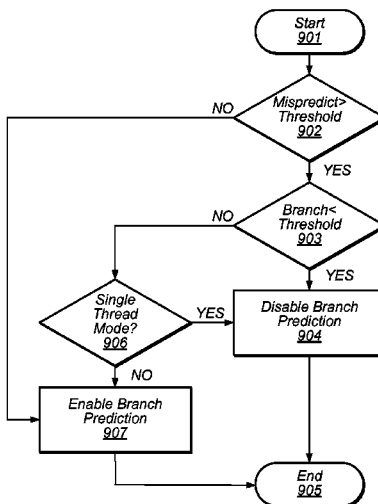 Start
901
Mispredict>
Threshold
902
NO
YES
Branch<
Threshold
903
NO
YES
Single
Thread
Mode?
906
YES
Disable Branch
Prediction
904
NO
Enable Branch
Prediction
907
End
905